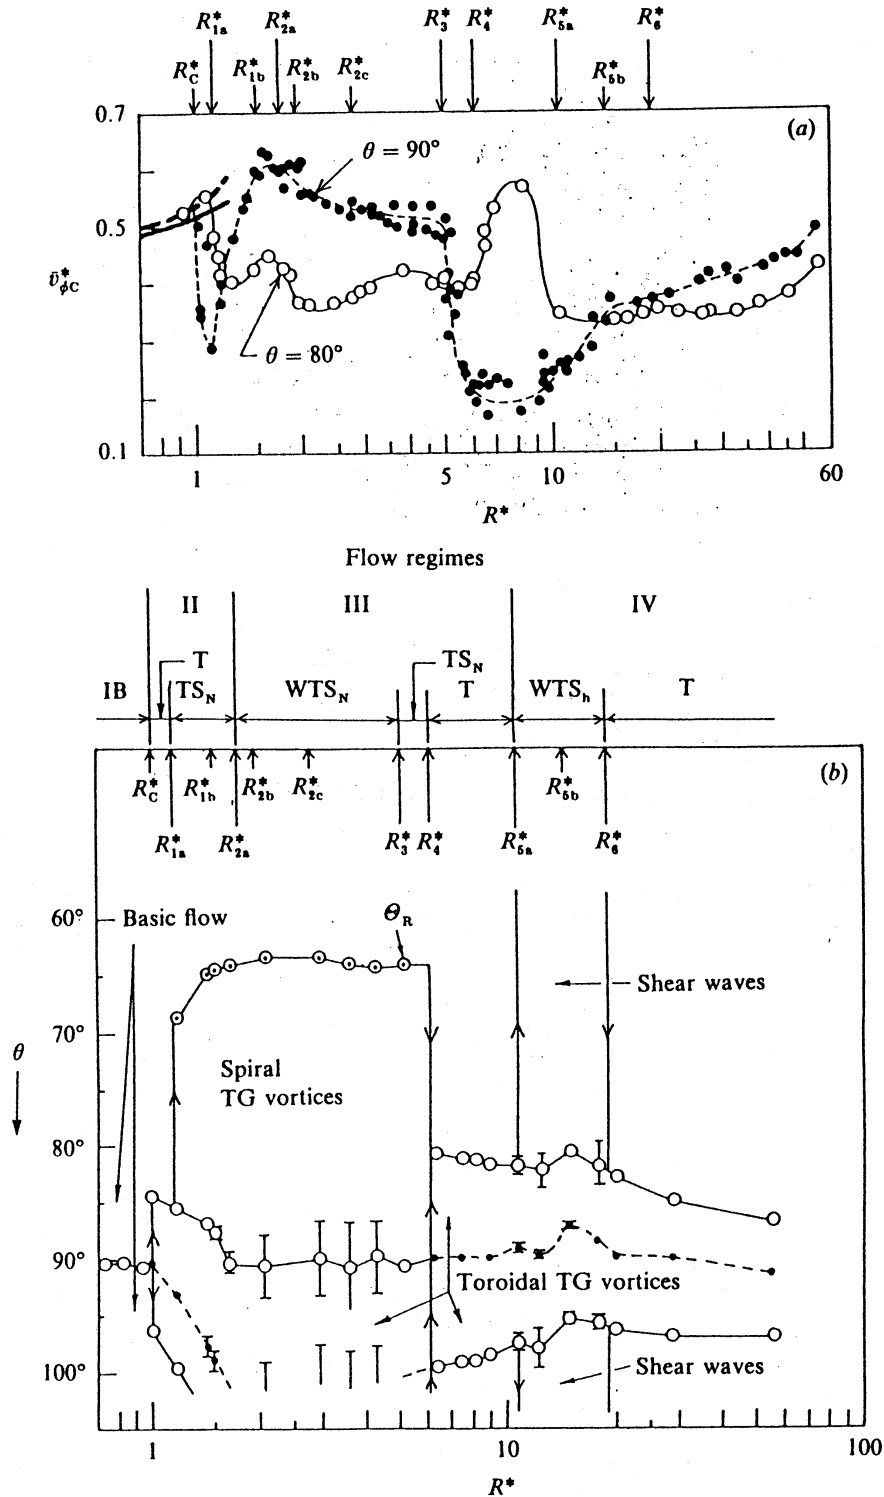 R*1a R*2a R*3 R*4 R*5a R*6
R*C R*1b R*2b R*2c R*5b
0.7
(a)
θ = 90°
0.5
v̄*ϕC
θ = 80°
0.1
1 5 10 60
R*
Flow regimes
II III IV
T TSN
IB TSN WTSN T WTSh T
R*C R*1b R*2b R*2c R*5b (b)
R*1a R*2a R*3 R*4 R*5a R*6
60° Basic flow ΘR
Shear waves
70°
θ
Spiral
TG vortices
80°
90°
Toroidal TG vortices
100°
Shear waves
1 10 100
R*